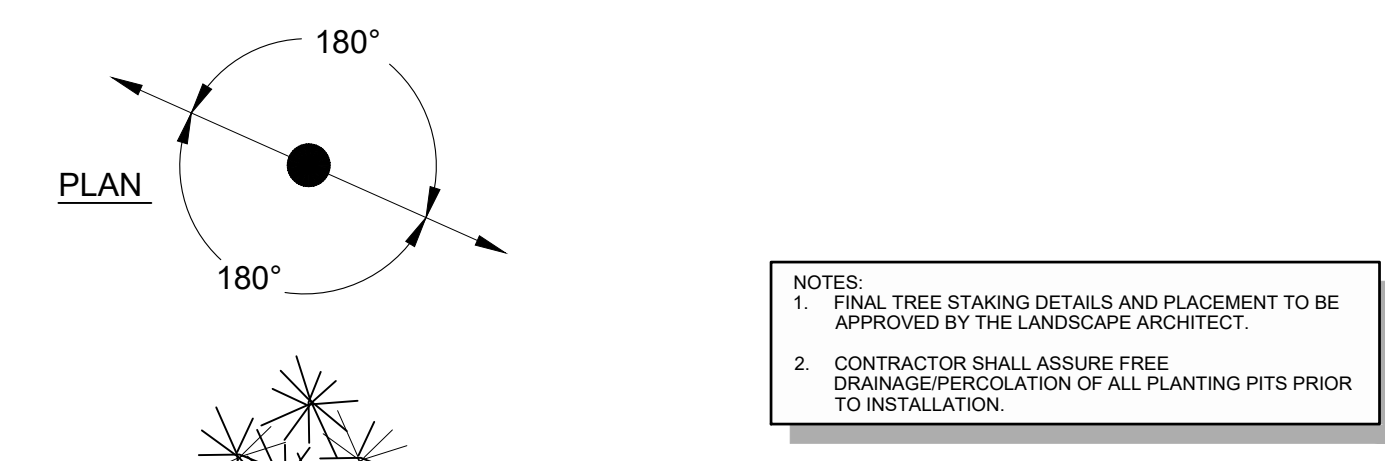 180°
PLAN
180°
NOTES:
1. FINAL TREE STAKING DETAILS AND PLACEMENT TO BE
APPROVED BY THE LANDSCAPE ARCHITECT.
2. CONTRACTOR SHALL ASSURE FREE
DRAINAGE/PERCOLATION OF ALL PLANTING PITS PRIOR
TO INSTALLATION.